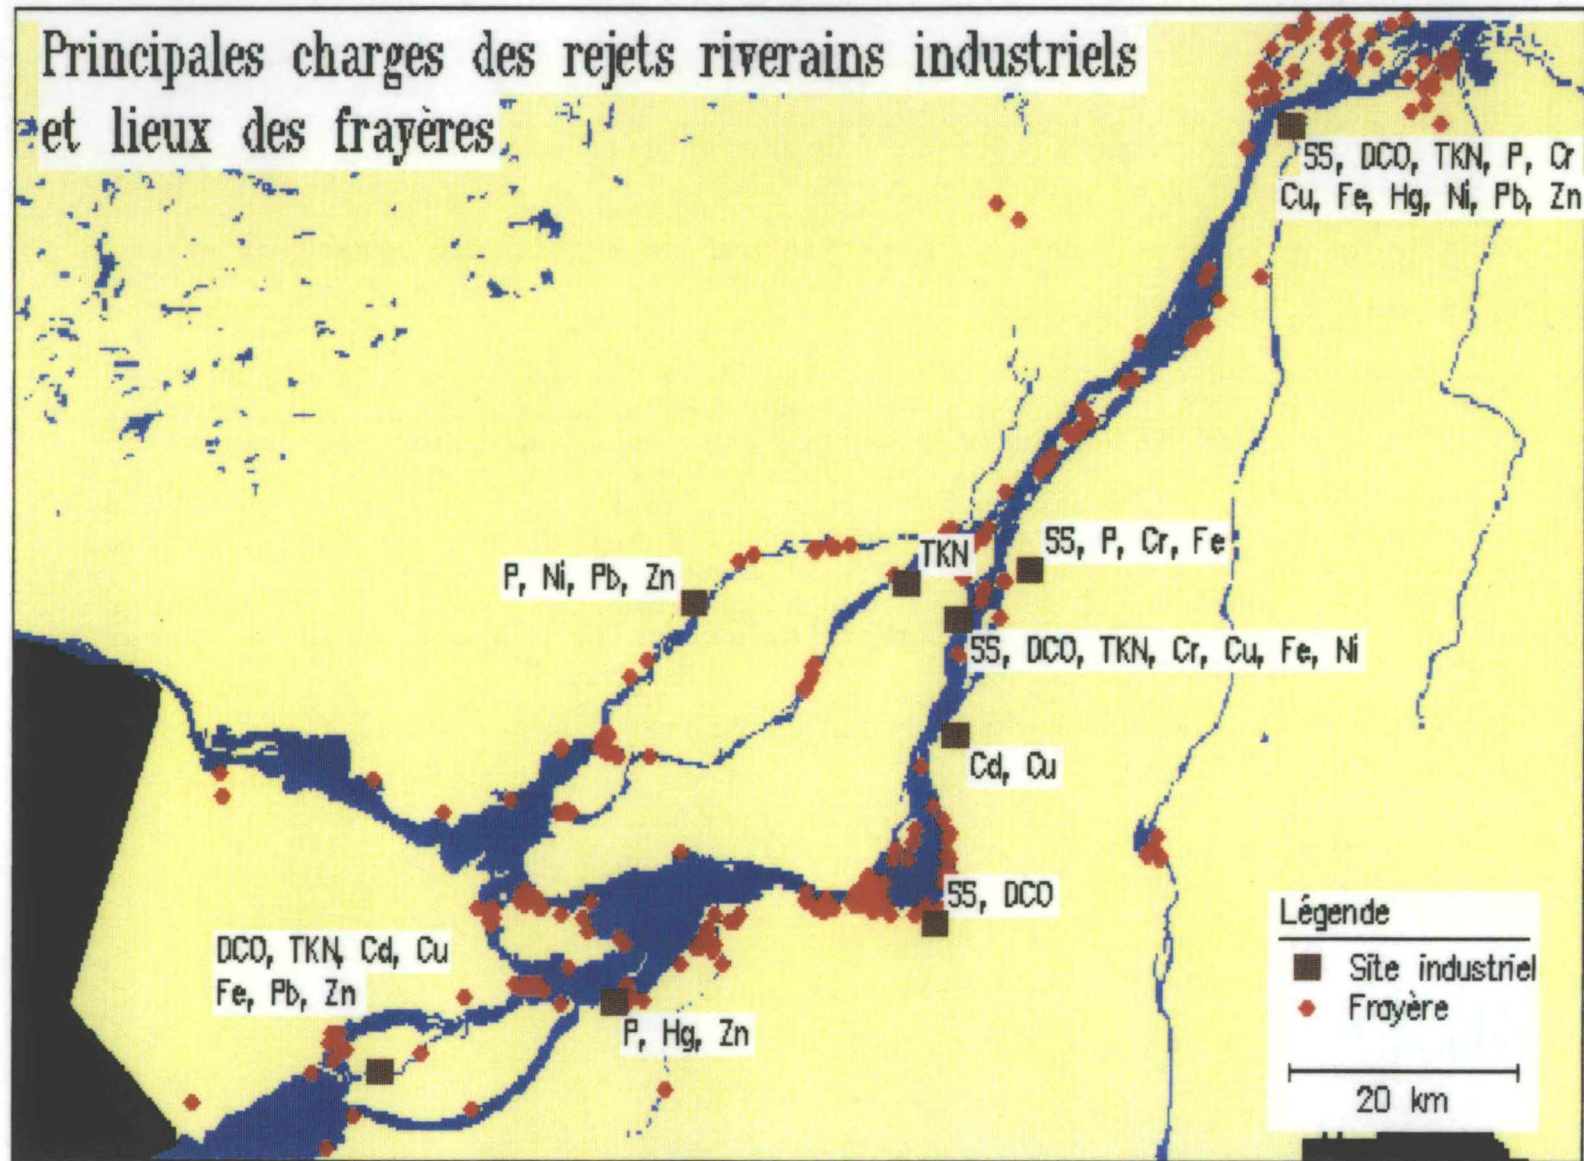 Principales charges des rejets riverains industriels
et lieux des frayères
SS, DCO, TKN, P, Cr
Cu, Fe, Hg, Ni, Pb, Zn
TKN
SS, P, Cr, Fe
P, Ni, Pb, Zn
SS, DCO, TKN, Cr, Cu, Fe, Ni
Cd, Cu
SS, DCO
DCO, TKN, Cd, Cu
Fe, Pb, Zn
P, Hg, Zn
Légende
Site industriel
Frayère
20 km